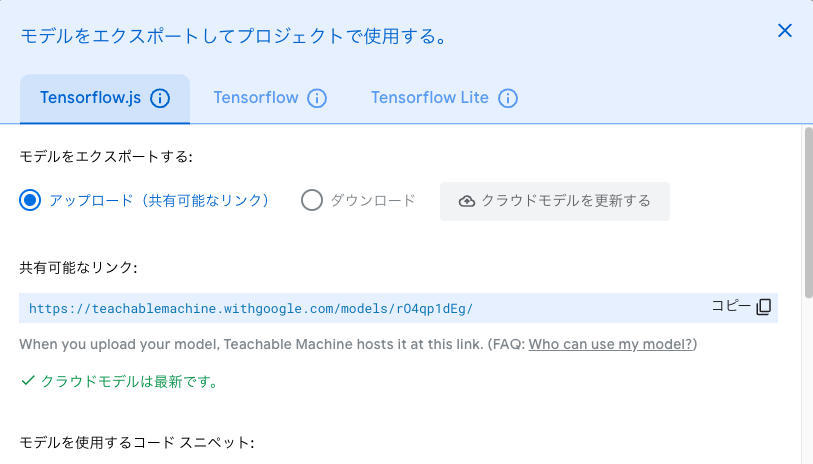 モデルをエクスポートしてプロジェクトで使用する。
Tensorflow.js Tensorflow Tensorflow Lite
モデルをエクスポートする:
アップロード（共有可能なリンク） ダウンロード クラウドモデルを更新する
共有可能なリンク:
https://teachablemachine.withgoogle.com/models/rO4qp1dEg/ コピー
When you upload your model, Teachable Machine hosts it at this link. (FAQ: Who can use my model?)
クラウドモデルは最新です。
モデルを使用するコード スニペット: